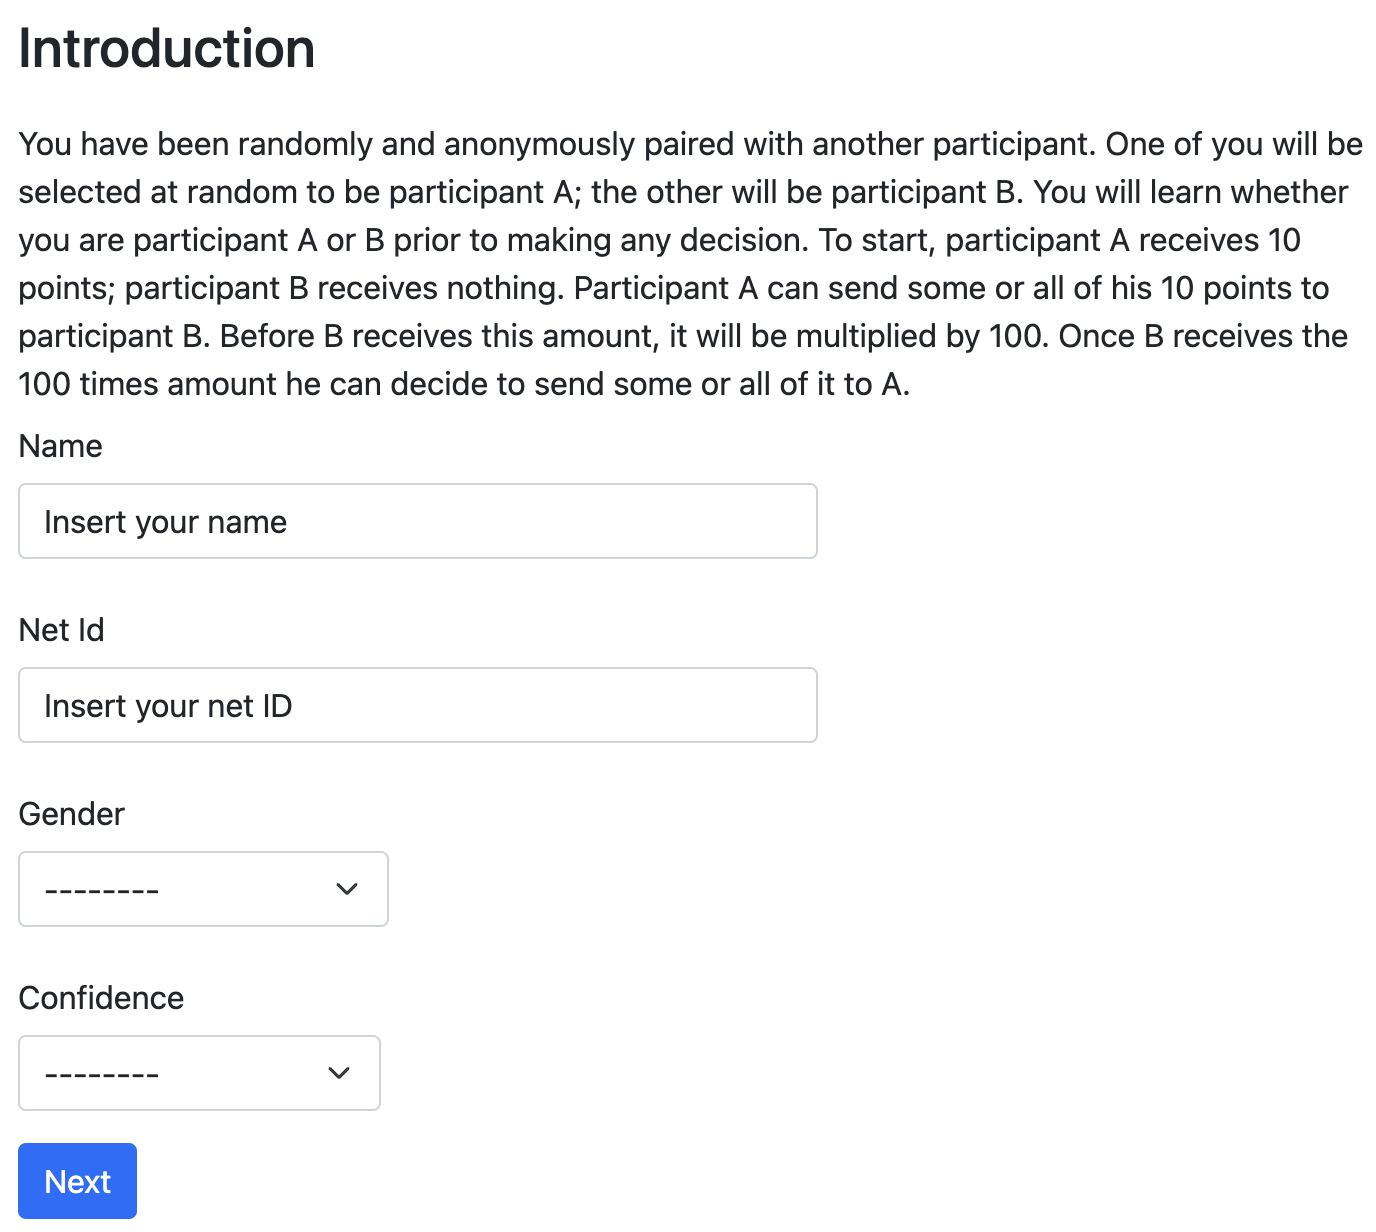 Introduction
You have been randomly and anonymously paired with another participant. One of you will be
selected at random to be participant A; the other will be participant B. You will learn whether
you are participant A or B prior to making any decision. To start, participant A receives 10
points; participant B receives nothing. Participant A can send some or all of his 10 points to
participant B. Before B receives this amount, it will be multiplied by 100. Once B receives the
100 times amount he can decide to send some or all of it to A.
Name
Insert your name
Net Id
Insert your net ID
Gender
--------
Confidence
--------
Next